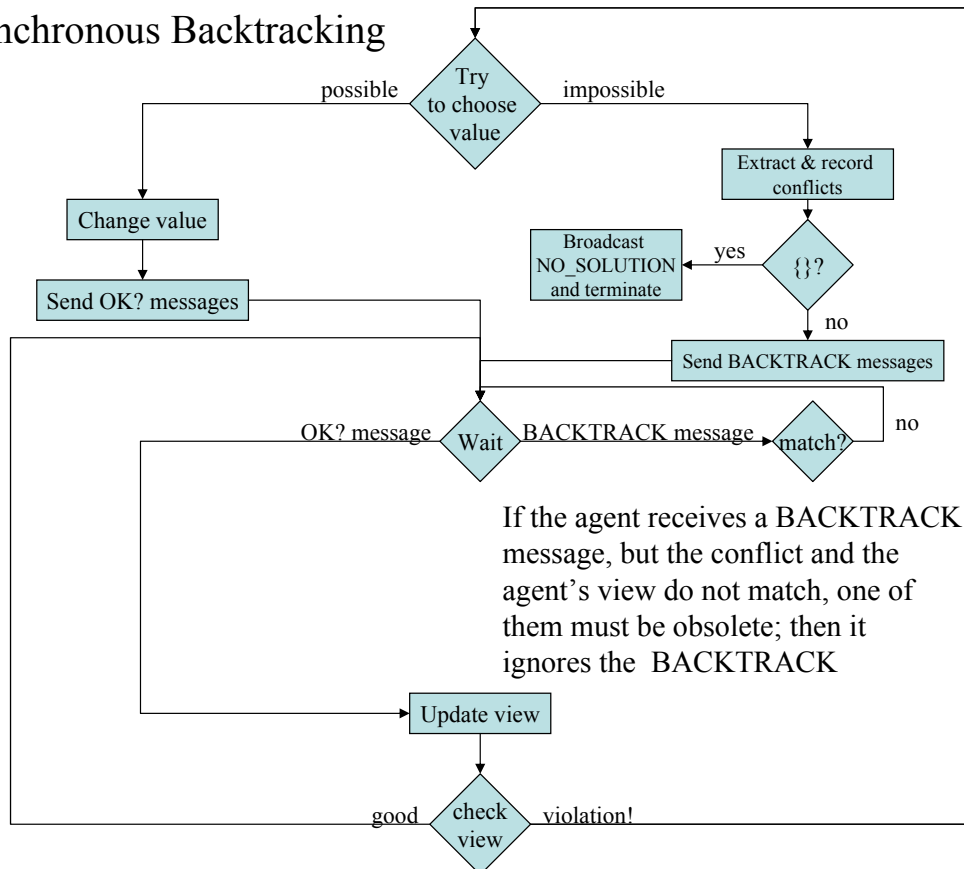 nchronous Backtracking
Try
to choose
value
possible
impossible
Extract & record
conflicts
Change value
Broadcast
NO_SOLUTION
and terminate
yes
{}?
Send OK? messages
no
Send BACKTRACK messages
OK? message
Wait
BACKTRACK message
match?
no
If the agent receives a BACKTRACK
message, but the conflict and the
agent’s view do not match, one of
them must be obsolete; then it
ignores the  BACKTRACK
Update view
good
check
view
violation!